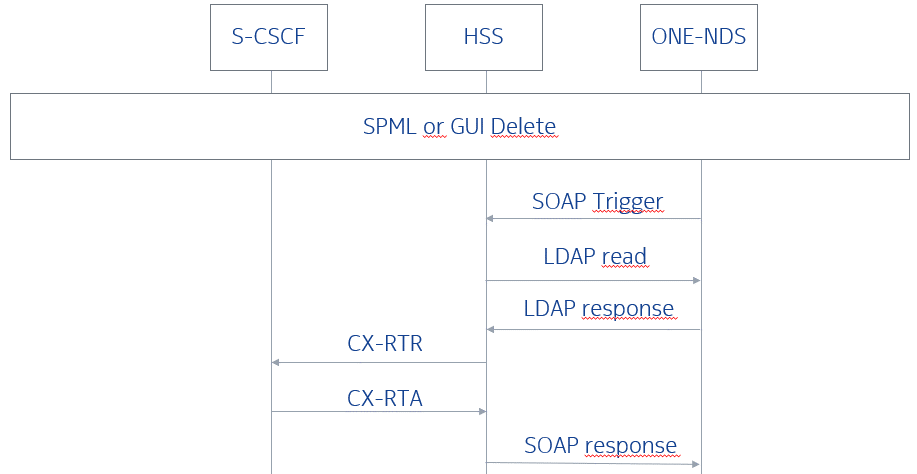 S-CSCF
HSS
ONE-NDS
SPML or GUI Delete
SOAP Trigger
LDAP read
LDAP response
CX-RTR
CX-RTA
SOAP response